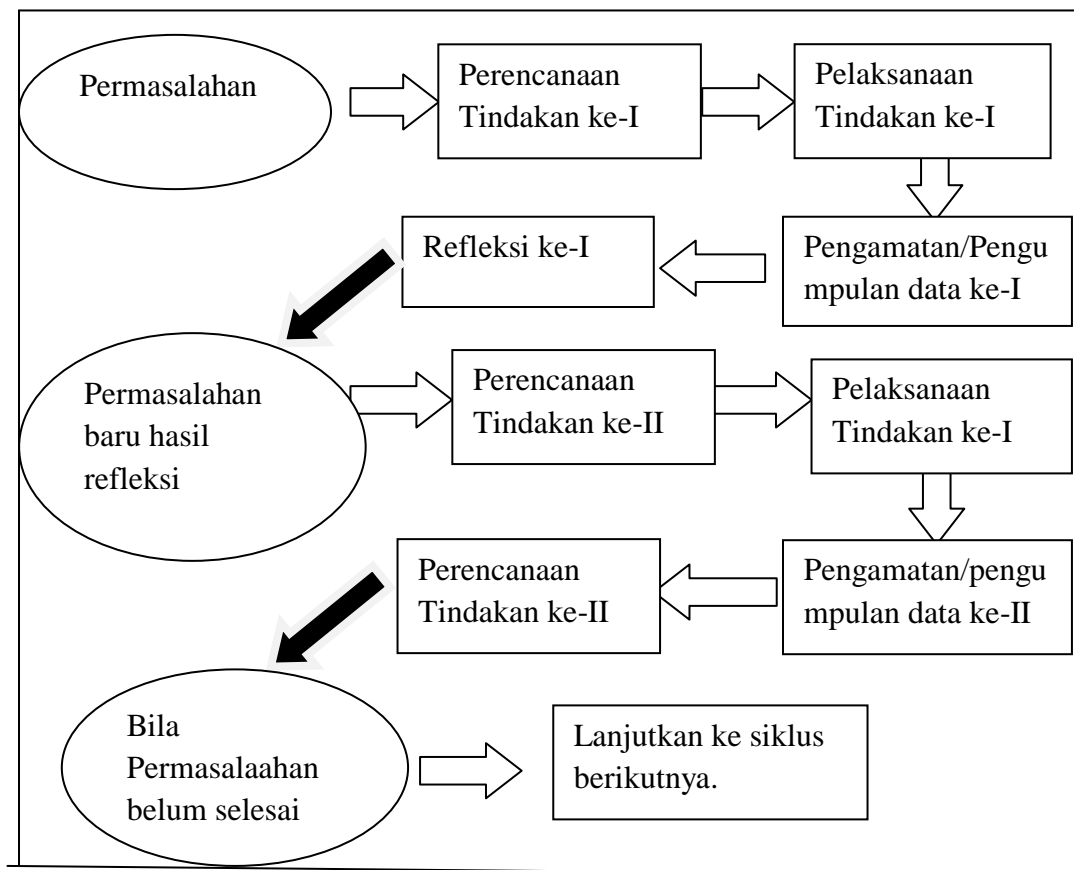 Permasalahan
Perencanaan
Tindakan ke-I
Pelaksanaan
Tindakan ke-I
Refleksi ke-I
Pengamatan/Pengu
mpulan data ke-I
Permasalahan
baru hasil
refleksi
Perencanaan
Tindakan ke-II
Pelaksanaan
Tindakan ke-I
Perencanaan
Tindakan ke-II
Pengamatan/pengu
mpulan data ke-II
Bila
Permasalaahan
belum selesai
Lanjutkan ke siklus
berikutnya.